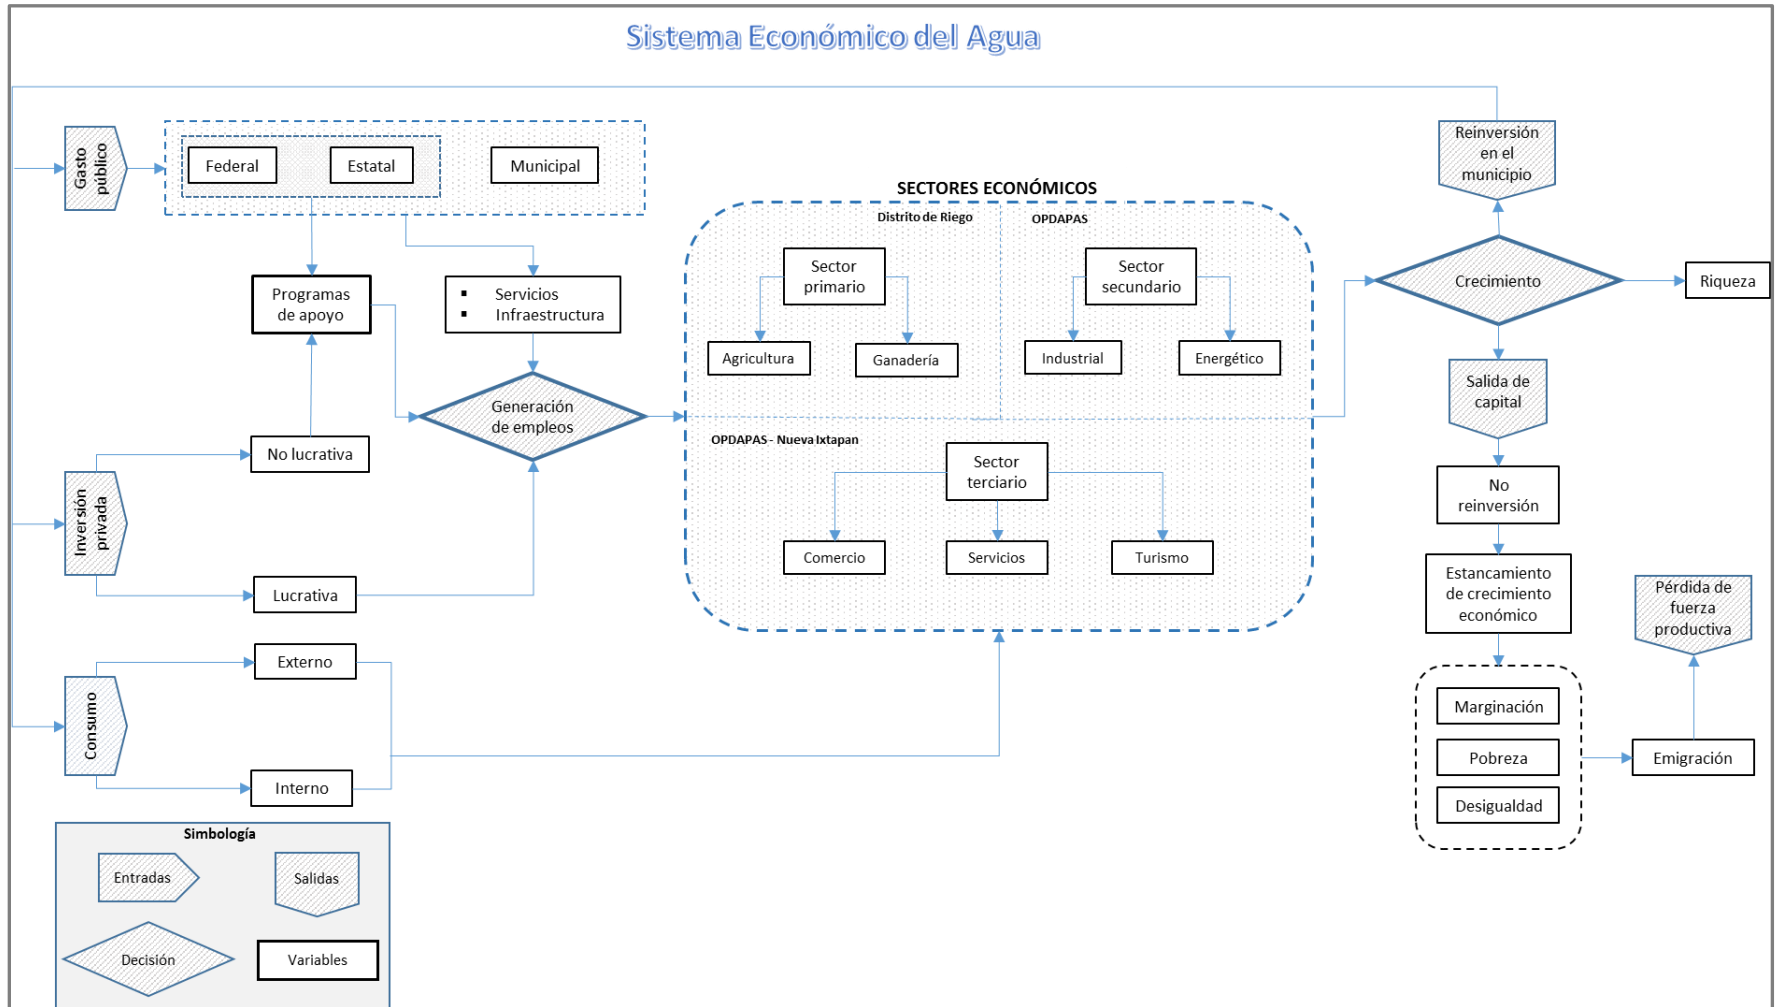 Sistema Económico del Agua
Gasto
público
Federal
Estatal
Municipal
Programas
de apoyo
▪ Servicios
▪ Infraestructura
Generación
de empleos
Inversión
privada
No lucrativa
Lucrativa
Consumo
Externo
Interno
SECTORES ECONÓMICOS
Distrito de Riego
OPDAPAS
Sector
primario
Agricultura
Ganadería
Sector
secundario
Industrial
Energético
OPDAPAS - Nueva Ixtapan
Sector
terciario
Comercio
Servicios
Turismo
Reinversión
en el
municipio
Crecimiento
Riqueza
Salida de
capital
No
reinversión
Estancamiento
de crecimiento
económico
Marginación
Pobreza
Desigualdad
Emigración
Pérdida de
fuerza
productiva
Simbología
Entradas
Salidas
Decisión
Variables